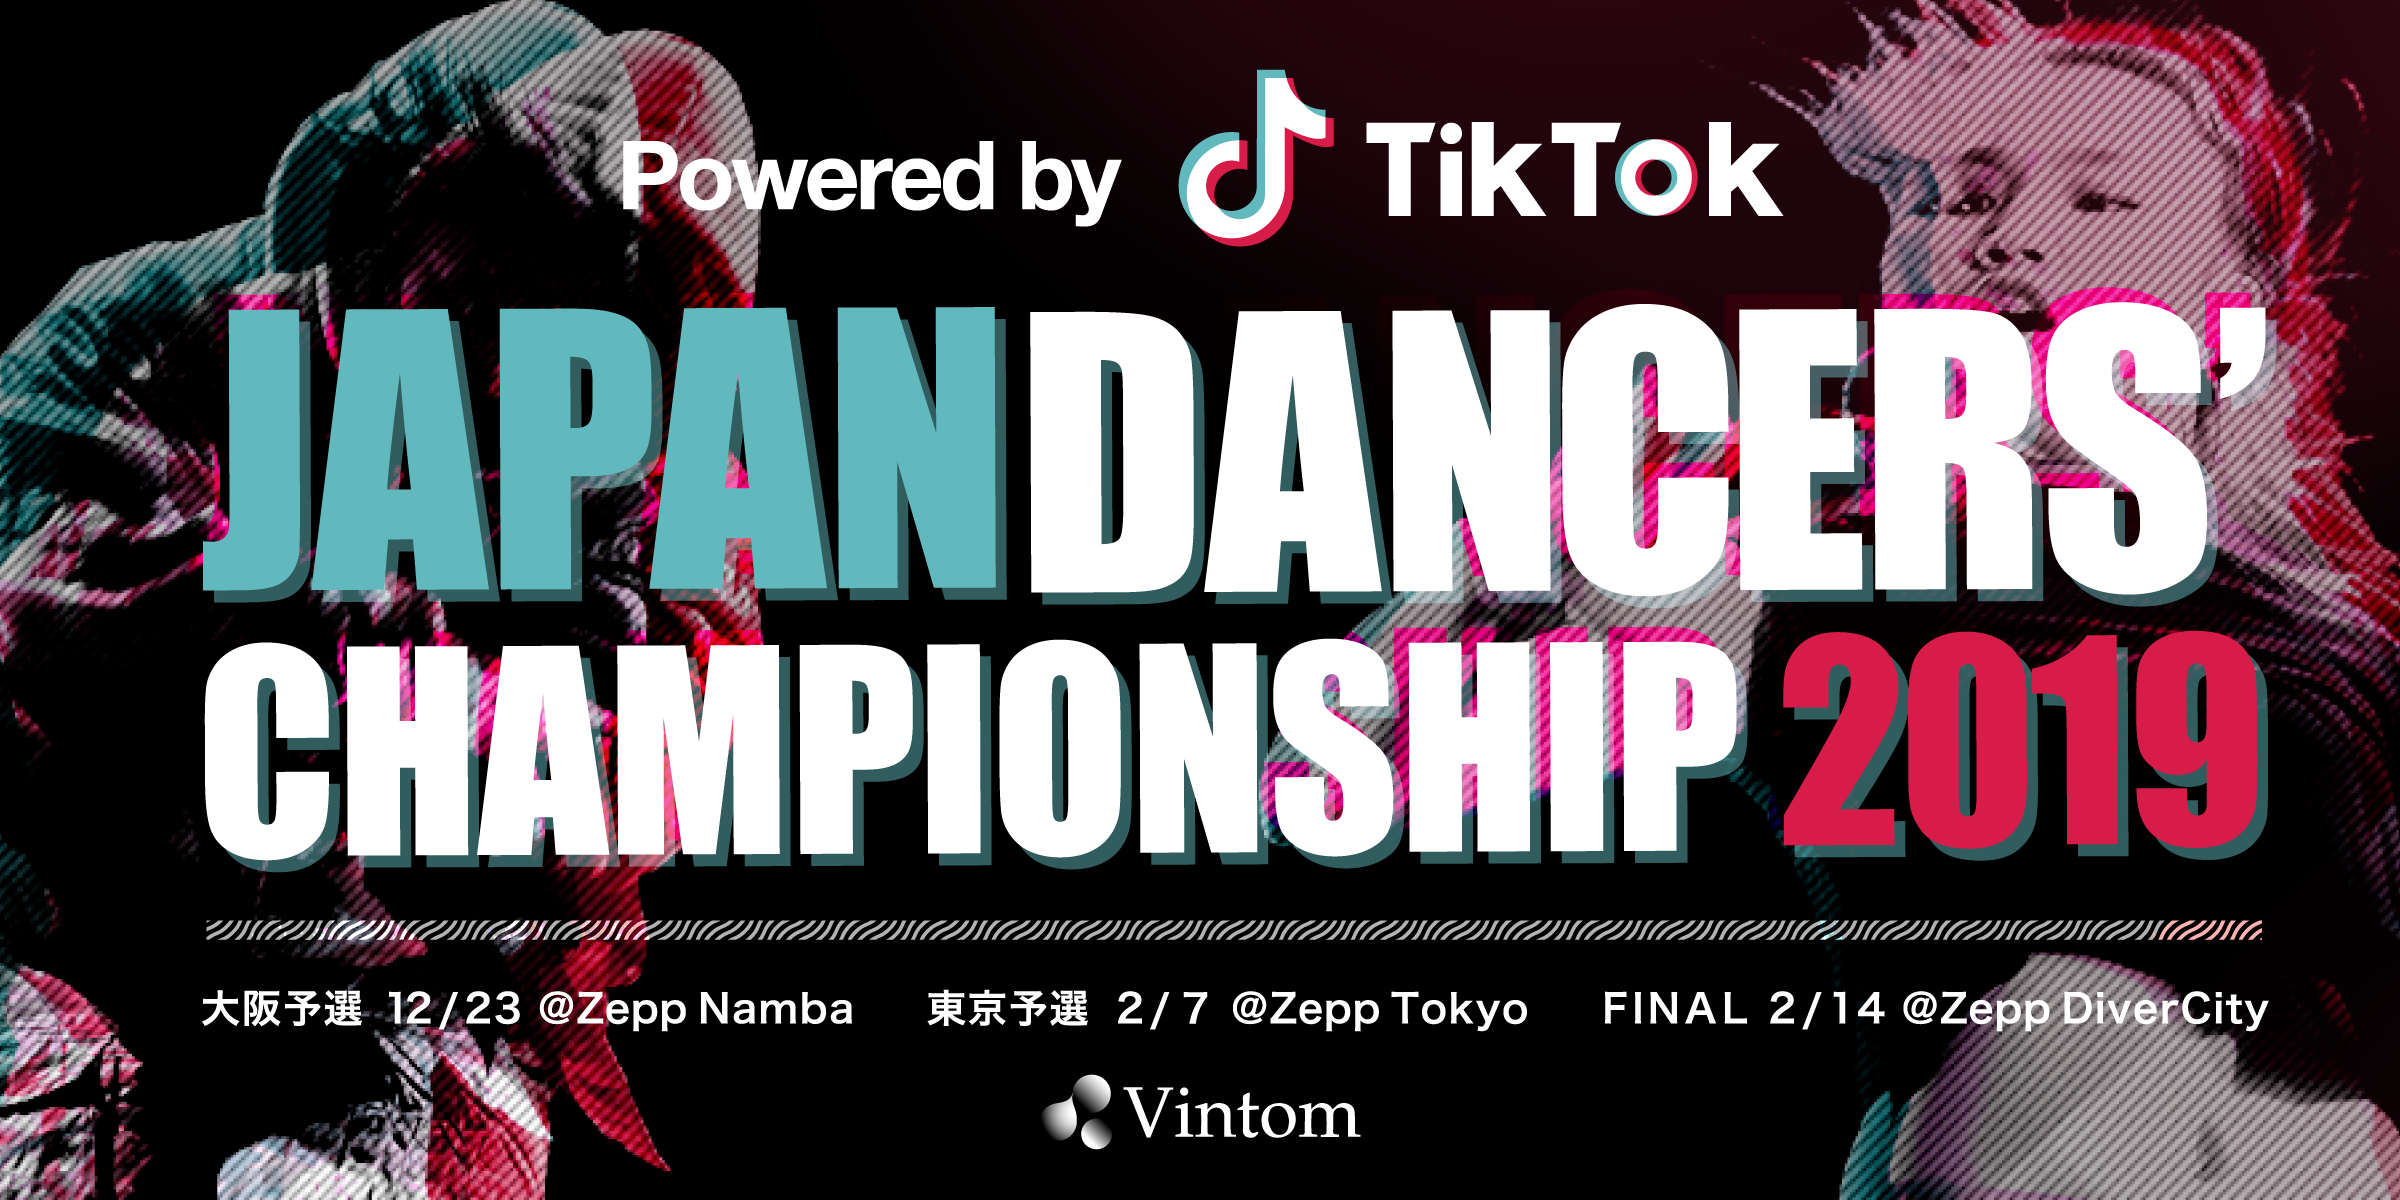 Powered by TikTok
JAPAN DANCERS’
CHAMPIONSHIP 2019
大阪予選 12/23 @Zepp Namba 東京予選 2/7 @Zepp Tokyo FINAL 2/14 @Zepp DiverCity
Vintom